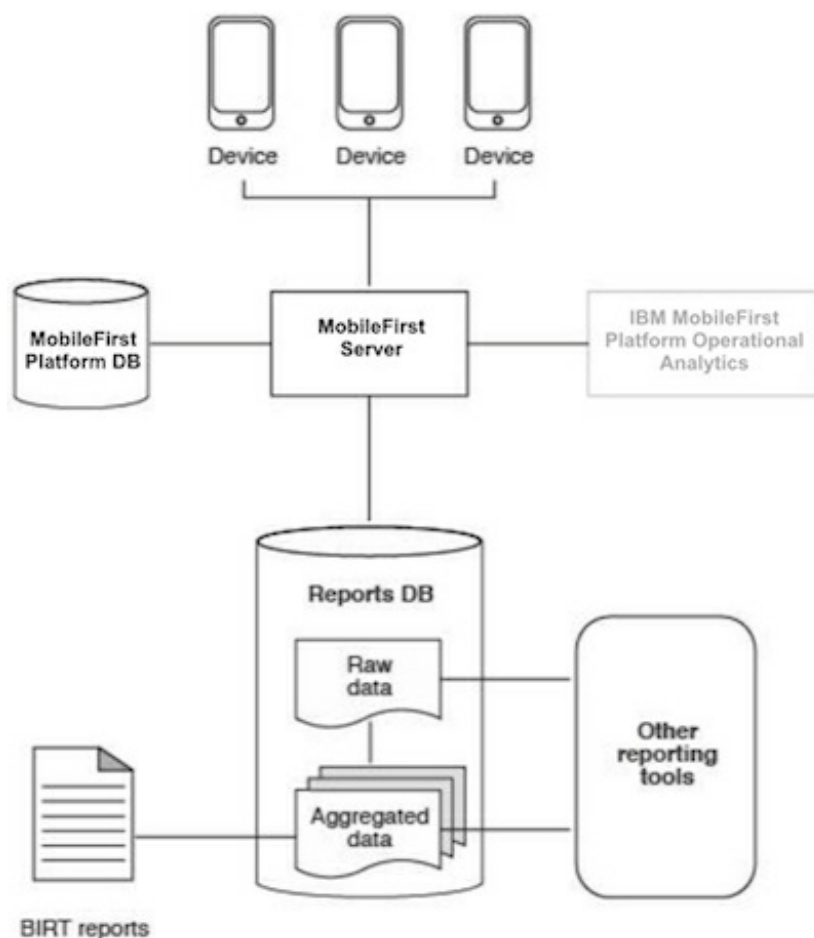 Device
Device
Device
MobileFirst
Platform DB
MobileFirst
Server
IBM MobileFirst
Platform Operational
Analytics
Reports DB
Raw
data
Other
reporting
tools
Aggregated
data
BIRT reports